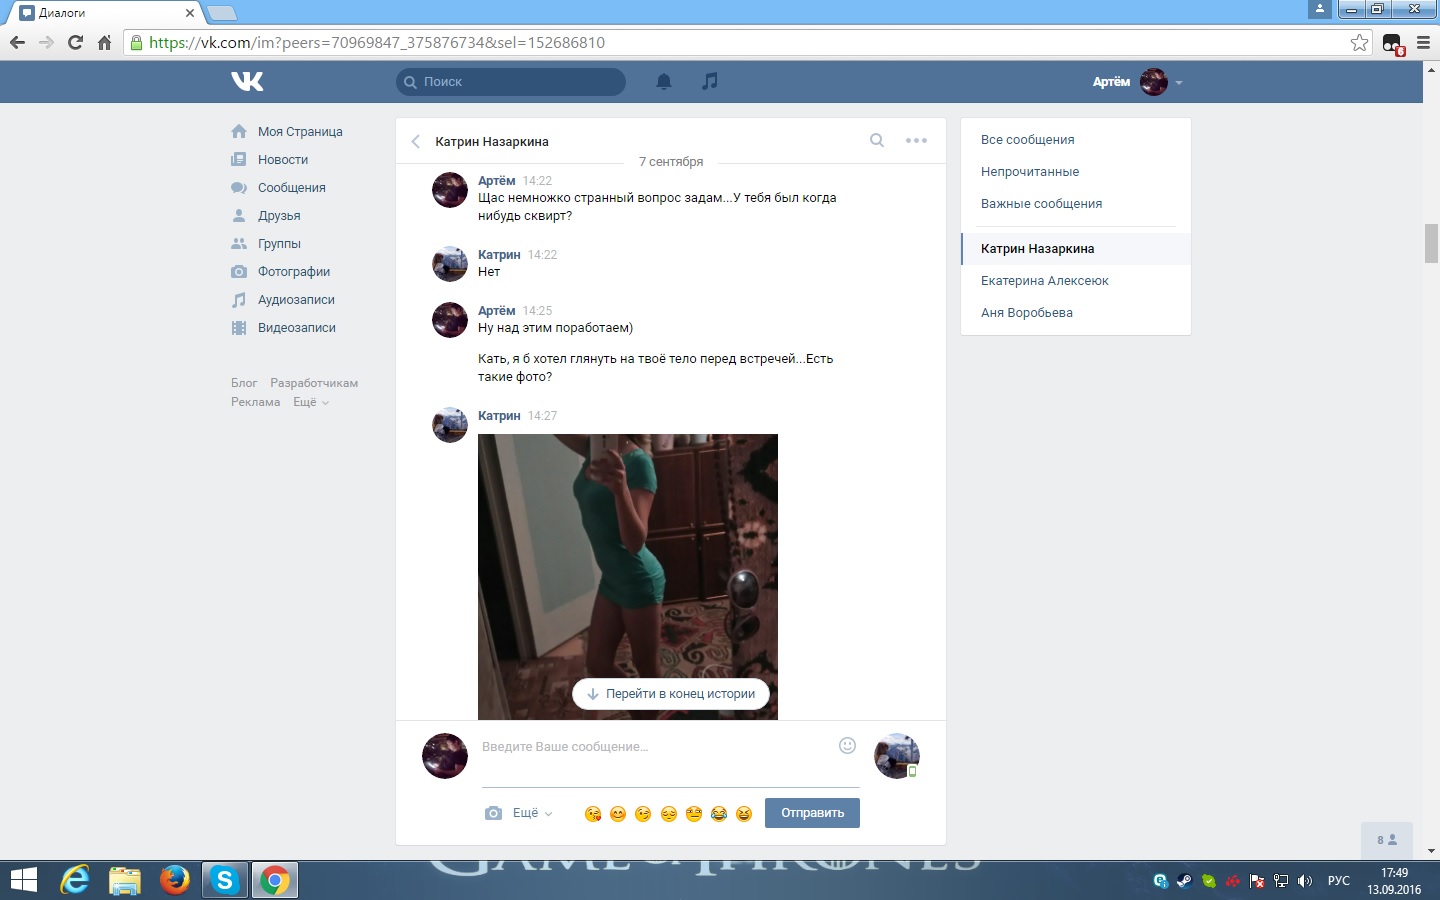 Диалоги
https://vk.com/im?peers=70969847_375876734&sel=152686810
Поиск
Артём
Моя Страница
Новости
Сообщения
Друзья
Группы
Фотографии
Аудиозаписи
Видеозаписи
Блог Разработчикам
Реклама Ещё
Катрин Назаркина
7 сентября
Артём 14:22
Щас немножко странный вопрос задам...У тебя был когда
нибудь сквирт?
Катрин 14:22
Нет
Артём 14:25
Ну над этим поработаем)
Кать, я б хотел глянуть на твоё тело перед встречей...Есть
такие фото?
Катрин 14:27
Перейти в конец истории
Введите Ваше сообщение...
Ещё
Отправить
Все сообщения
Непрочитанные
Важные сообщения
Катрин Назаркина
Екатерина Алексеюк
Аня Воробьева
8
GAME OF THRONES
РУС
17:49
13.09.2016